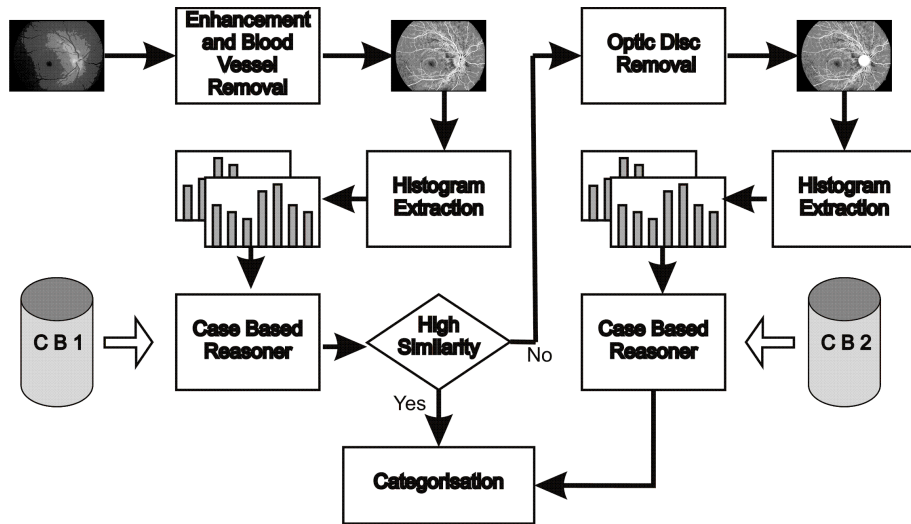 Enhancement
and Blood
Vessel
Removal
Optic Disc
Removal
Histogram
Extraction
Histogram
Extraction
C B 1
Case Based
Reasoner
High
Similarity
No
Case Based
Reasoner
C B 2
Yes
Categorisation